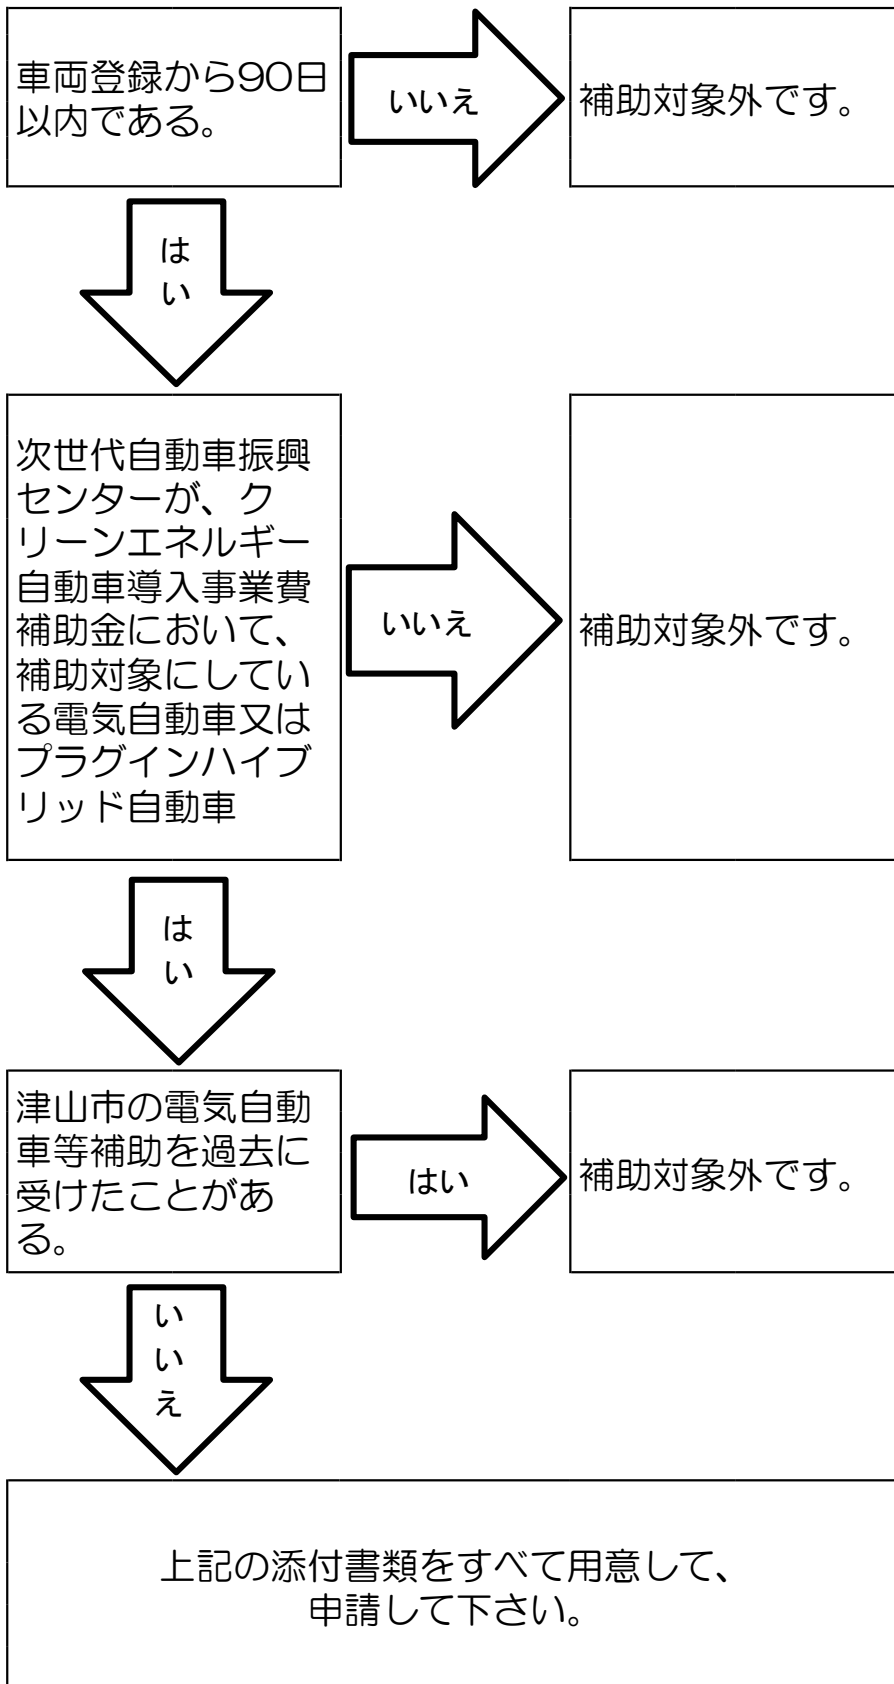 車両登録から90日
以内である。
いいえ
補助対象外です。
は
い
次世代自動車振興
センターが、ク
リーンエネルギー
自動車導入事業費
補助金において、
補助対象にしてい
る電気自動車又は
プラグインハイブ
リッド自動車
いいえ
補助対象外です。
は
い
津山市の電気自動
車等補助を過去に
受けたことがあ
る。
はい
補助対象外です。
い
い
え
上記の添付書類をすべて用意して、
申請して下さい。